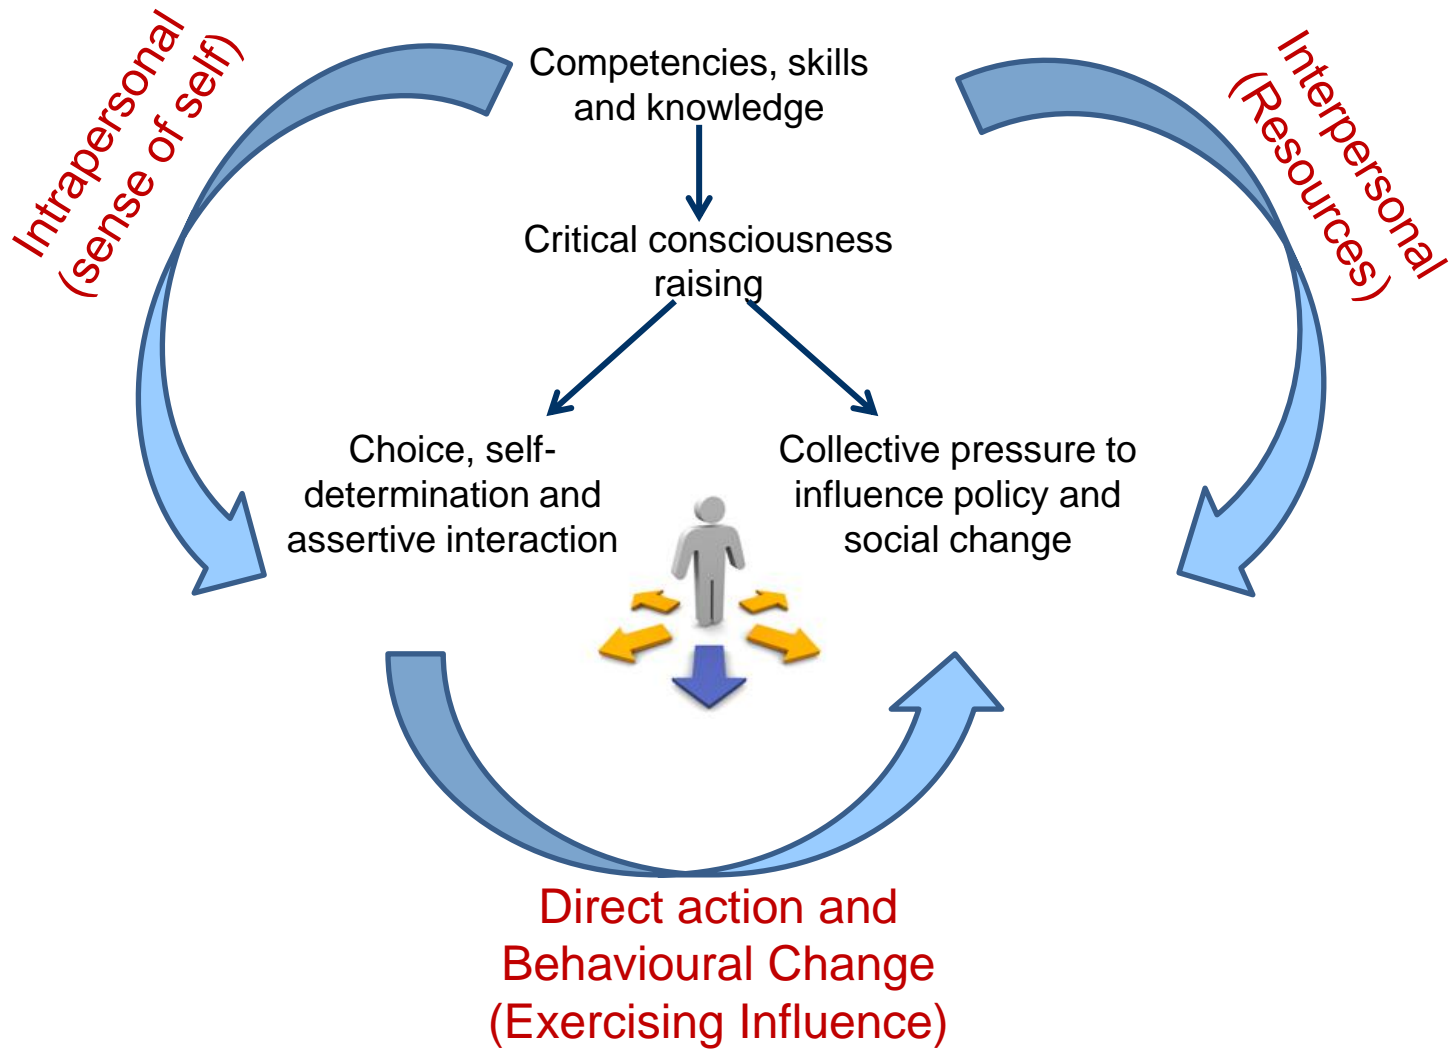 Intrapersonal
(sense of self)
Competencies, skills
and knowledge
Interpersonal
(Resources)
Critical consciousness
raising
Choice, self-
determination and
assertive interaction
Collective pressure to
influence policy and
social change
Direct action and
Behavioural Change
(Exercising Influence)